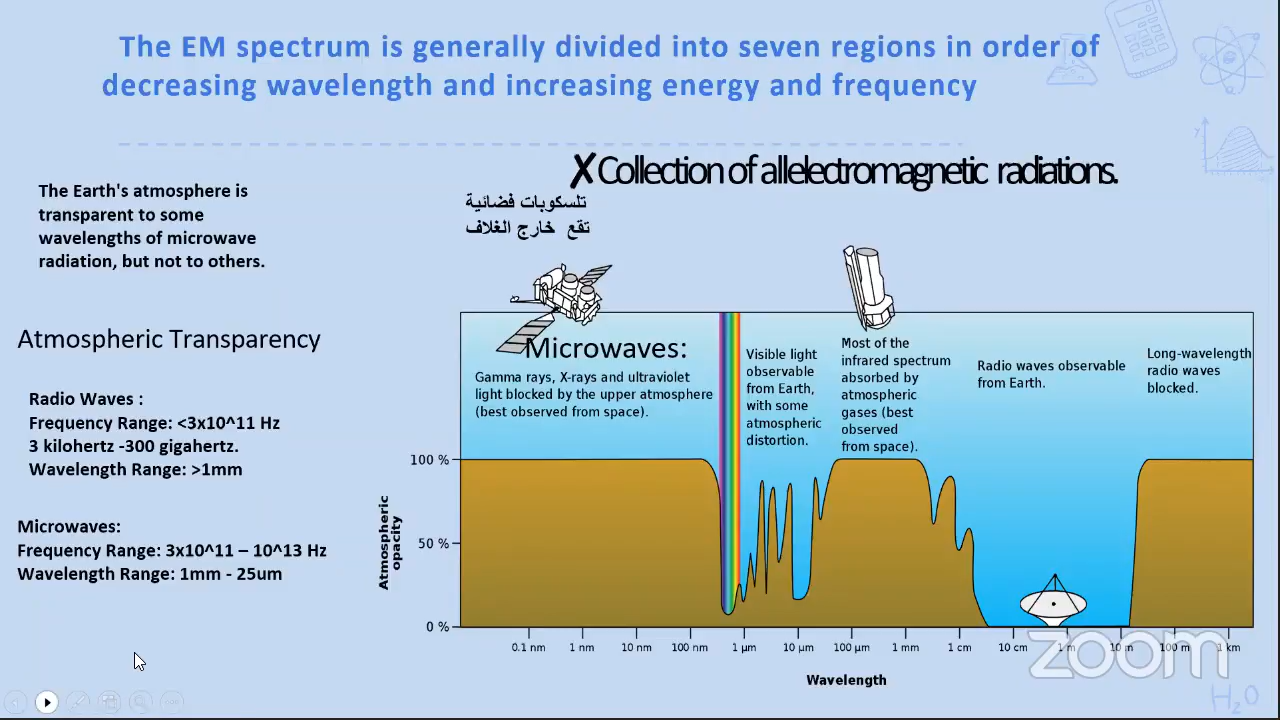 The EM spectrum is generally divided into seven regions in order of
decreasing wavelength and increasing energy and frequency
✗Collection of allelectromagnetic radiations.
The Earth's atmosphere is
transparent to some
wavelengths of microwave
radiation, but not to others.
تلسكوبات فضائية
تقع خارج الغلاف
Atmospheric Transparency
Radio Waves :
Frequency Range: <3x10^11 Hz
3 kilohertz -300 gigahertz.
Wavelength Range: >1mm
Microwaves:
Frequency Range: 3x10^11 – 10^13 Hz
Wavelength Range: 1mm - 25um
Microwaves:
Gamma rays, X-rays and ultraviolet
light blocked by the upper atmosphere
(best observed from space).
Visible light
observable
from Earth,
with some
atmospheric
distortion.
Most of the
infrared spectrum
absorbed by
atmospheric
gases (best
observed
from space).
Radio waves observable
from Earth.
Long-wavelength
radio waves
blocked.
Atmospheric
opacity
100 %
50 %
0 %
0.1 nm 1 nm 10 nm 100 nm 1 µm 10 µm 100 µm 1 mm 1 cm 10 cm 1 m 10 m 100 m 1 km
Wavelength
zoom
H2O